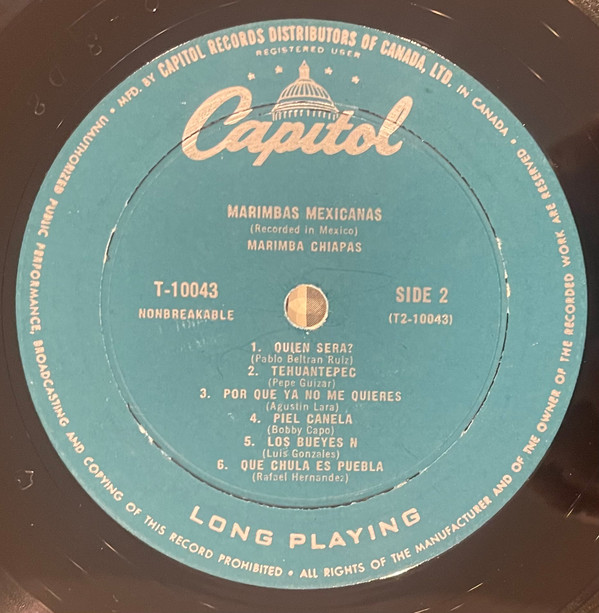 MFD. BY CAPITOL RECORDS DISTRIBUTORS OF CANADA, LTD. IN CANADA •
REGISTERED USER
Capitol
MARIMBAS MEXICANAS
(Recorded in Mexico)
MARIMBA CHIAPAS
T-10043
SIDE 2
NONBREAKABLE
(T2-10043)
1. QUIEN SERA?
(Pablo Beltran Ruiz)
2. TEHUANTEPEC
(Pepe Guizar)
3. POR QUE YA NO ME QUIERES
(Agustin Lara)
4. PIEL CANELA
(Bobby Capo)
5. LOS BUEYES N
(Luis Gonzales)
6. QUE CHULA ES PUEBLA
(Rafael Hernandez)
LONG PLAYING
UNAUTHORIZED PUBLIC PERFORMANCE, BROADCASTING AND COPYING OF THIS RECORD PROHIBITED • ALL RIGHTS OF THE MANUFACTURER AND OF THE OWNER OF THE RECORDED WORK ARE RESERVED •